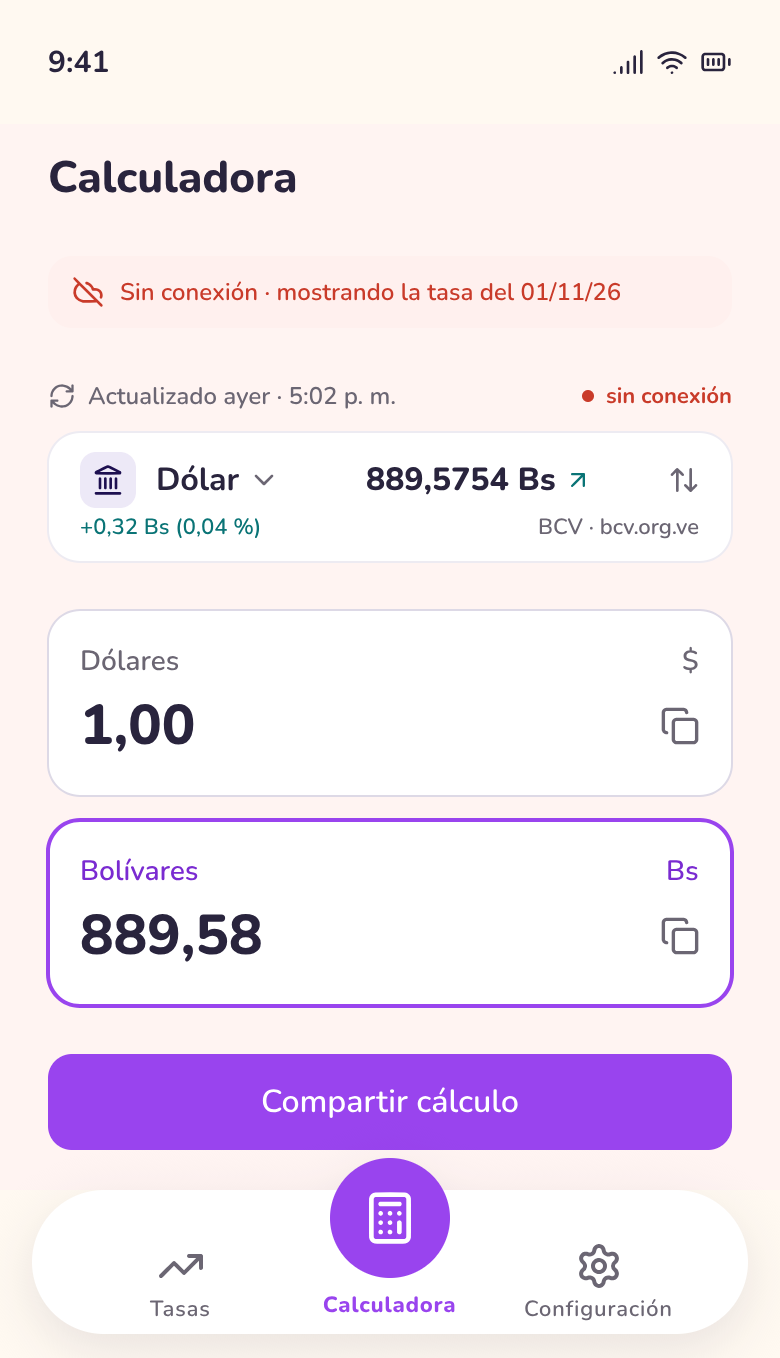 9:41
Calculadora
Sin conexión · mostrando la tasa del 01/11/26
Actualizado ayer · 5:02 p. m.
sin conexión
Dólar
889,5754 Bs
+0,32 Bs (0,04 %)
BCV · bcv.org.ve
Dólares
$
1,00
Bolívares
Bs
889,58
Compartir cálculo
Tasas
Calculadora
Configuración